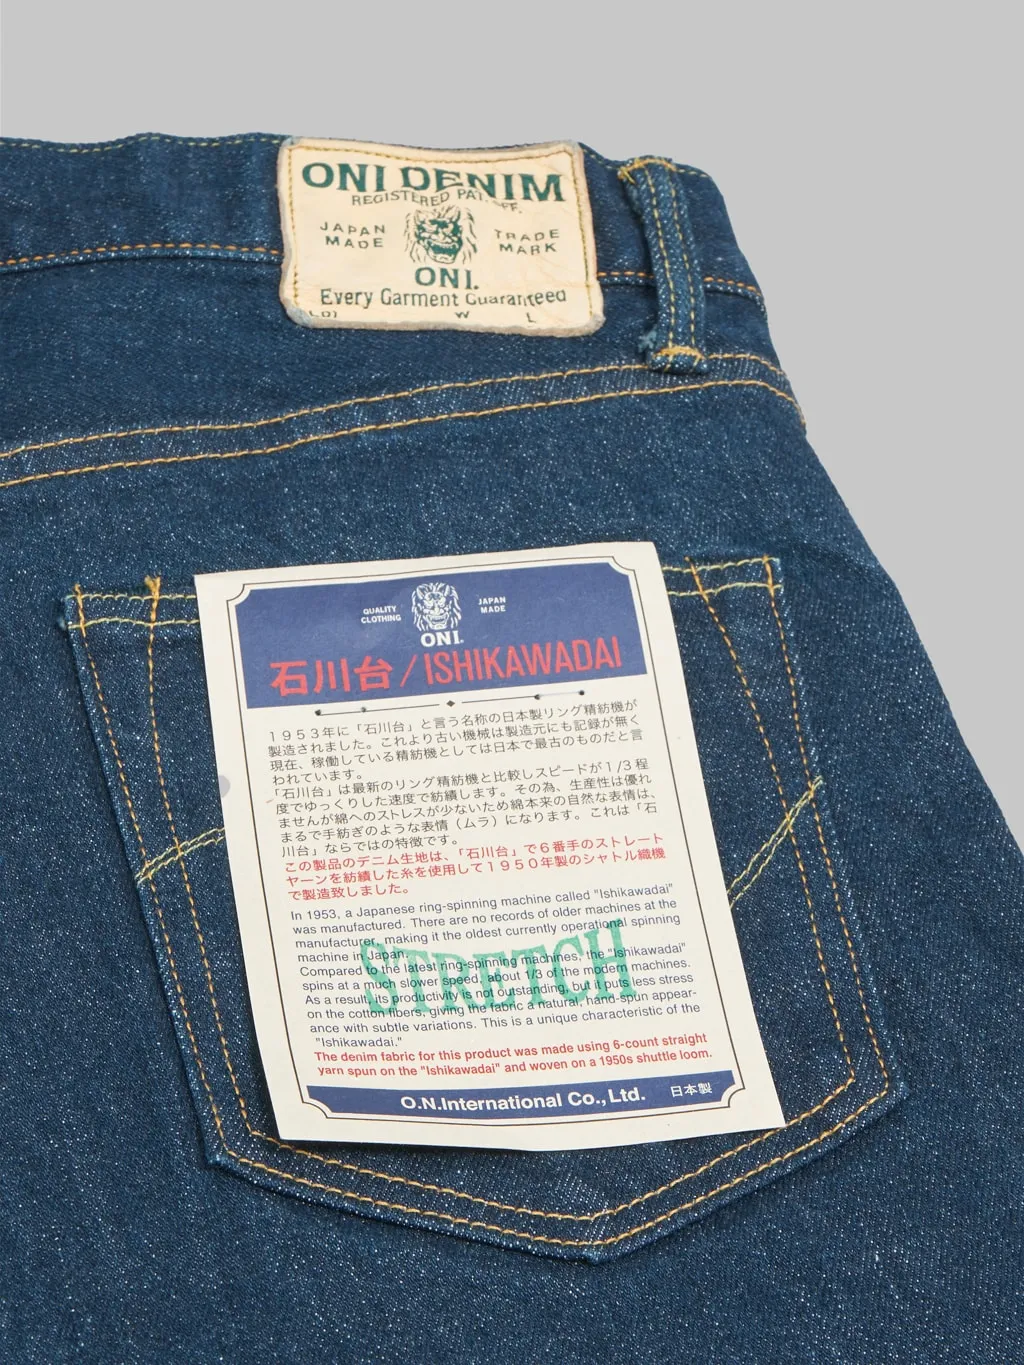 ONI DENIM
REGISTERED PAT. OFF.
JAPAN MADE
TRADE MARK
ONI.
Every Garment Guaranteed
LOT W L
QUALITY CLOTHING
JAPAN MADE
ONI.
石川台/ISHIKAWADAI
1953年に「石川台」と言う名称の日本製リング精紡機が
製造されました。これより古い機械は製造元にも記録が無く
現在、稼働している精紡機としては日本で最古のものだと言
われています。
「石川台」は最新のリング精紡機と比較しスピードが1/3程
度でゆっくりした速度で紡績します。その為、生産性は優れ
ませんが綿へのストレスが少ないため綿本来の自然な表情は、
まるで手紡ぎのような表情（ムラ）になります。これは「石
川台」ならではの特徴です。
この製品のデニム生地は、「石川台」で6番手のストレート
ヤーンを紡績した糸を使用して1950年製のシャトル織機
で製造致しました。
In 1953, a Japanese ring-spinning machine called "Ishikawadai"
was manufactured. There are no records of older machines at the
manufacturer, making it the oldest currently operational spinning
machine in Japan.
Compared to the latest ring-spinning machines, the "Ishikawadai"
spins at a much slower speed, about 1/3 of the modern machines.
As a result, its productivity is not outstanding, but it puts less stress
on the cotton fibers, giving the fabric a natural, hand-spun appear-
ance with subtle variations. This is a unique characteristic of the
"Ishikawadai."
STRETCH
The denim fabric for this product was made using 6-count straight
yarn spun on the "Ishikawadai" and woven on a 1950s shuttle loom.
O.N.International Co., Ltd. 日本製